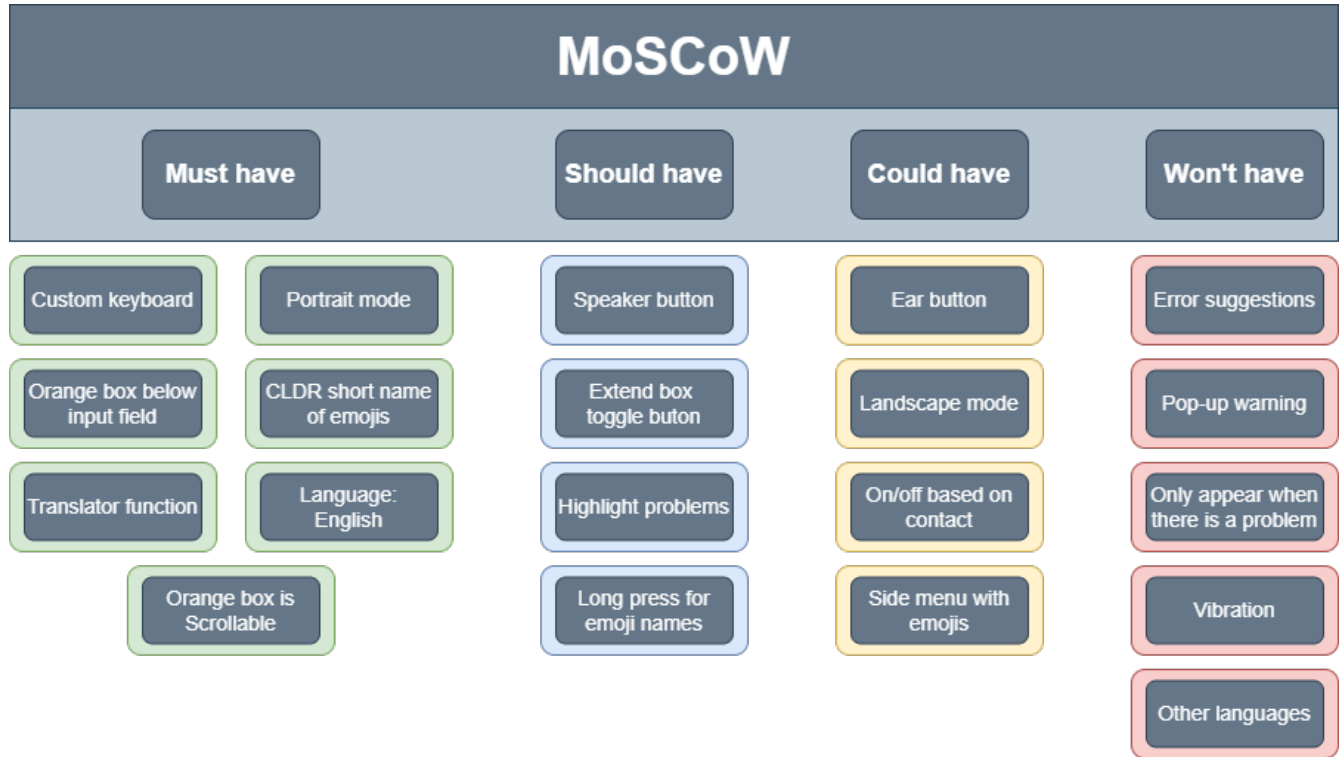 MoSCoW
Must have
Should have
Could have
Won't have
Custom keyboard
Portrait mode
Speaker button
Ear button
Error suggestions
Orange box below
input field
CLDR short name
of emojis
Extend box
toggle buton
Landscape mode
Pop-up warning
Translator function
Language:
English
Highlight problems
On/off based on
contact
Only appear when
there is a problem
Orange box is
Scrollable
Long press for
emoji names
Side menu with
emojis
Vibration
Other languages